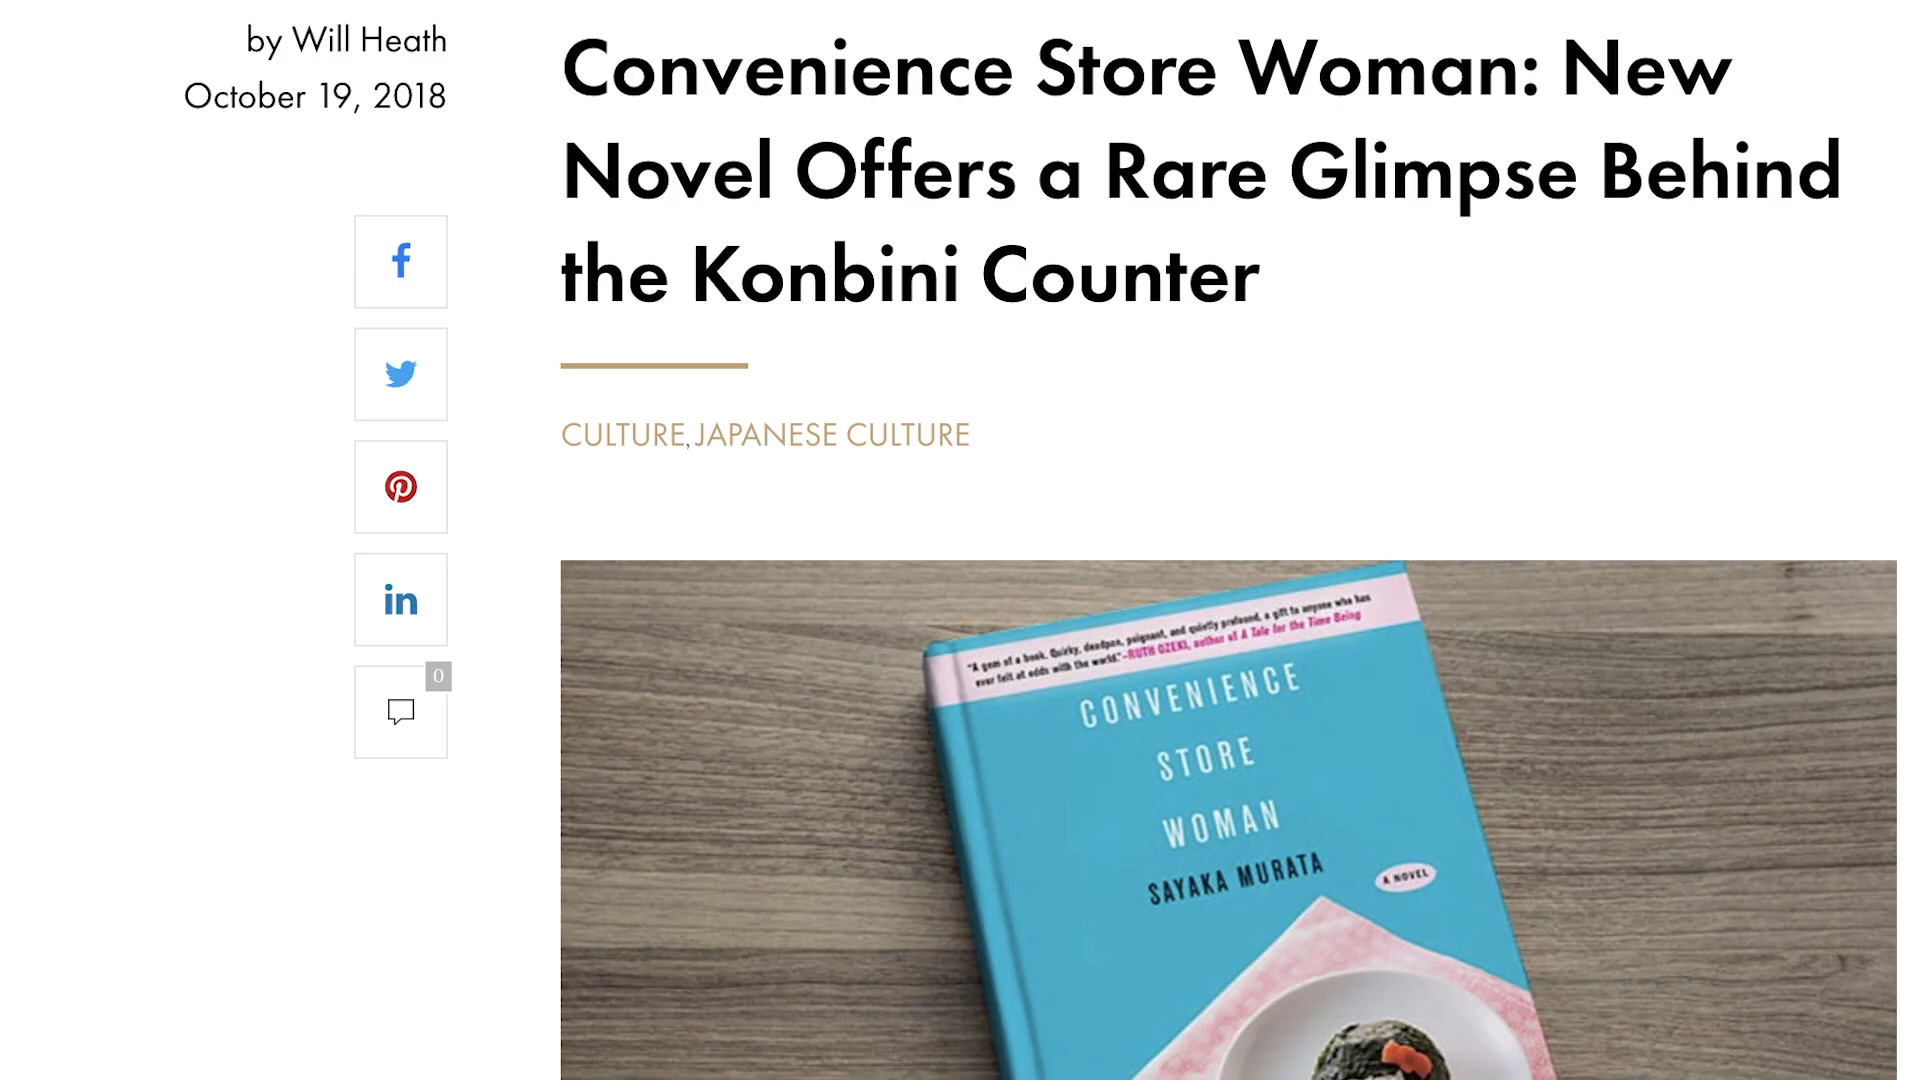 by Will Heath
October 19, 2018
Convenience Store Woman: New
Novel Offers a Rare Glimpse Behind
the Konbini Counter
CULTURE, JAPANESE CULTURE
0
"A gem of a book. Quirky, deadpan, poignant, and quietly profound, a gift to anyone who has
ever felt at odds with the world."–RUTH OZEKI, author of A Tale for the Time Being
CONVENIENCE
STORE
WOMAN
SAYAKA MURATA
A NOVEL